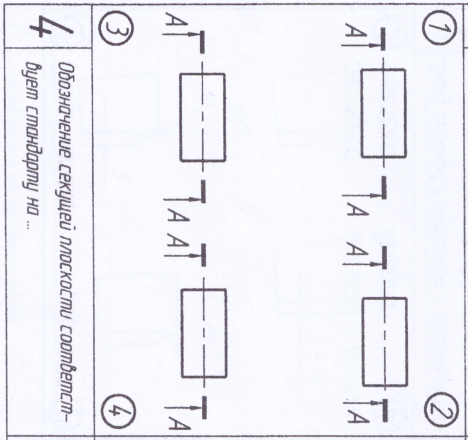 1 2
А А А А
А А А А
3 4
4 Обозначение секущей плоскости соответст-
вует стандарту на ...